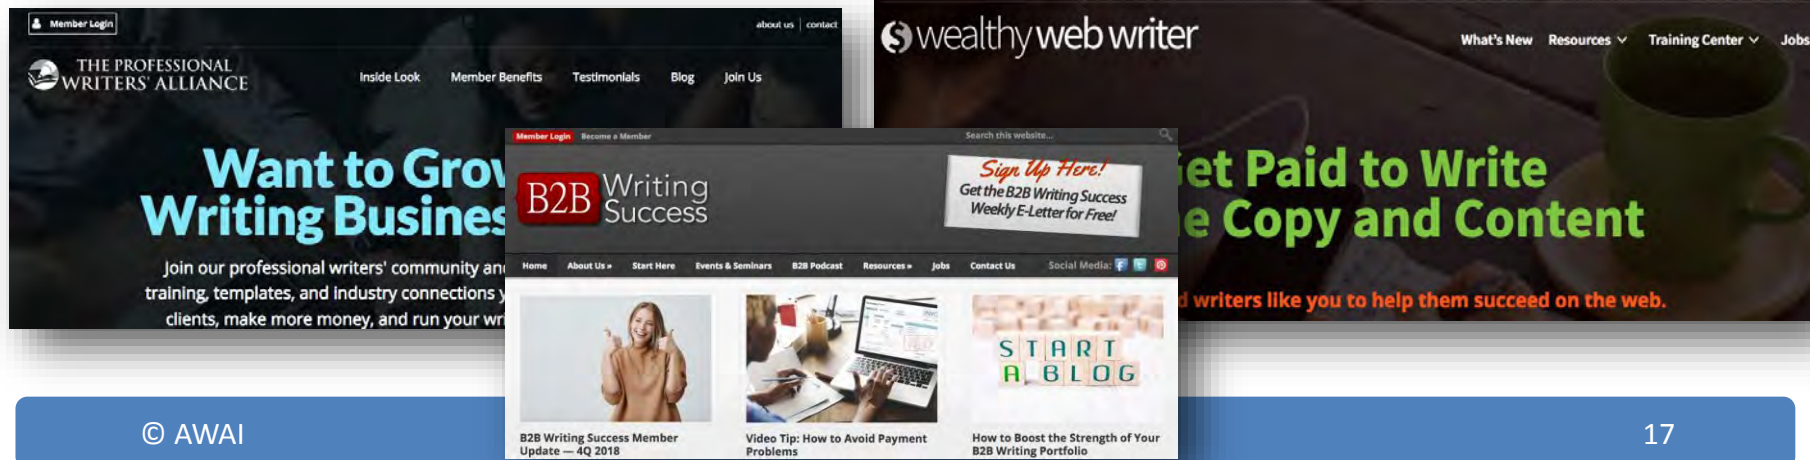 Member Login
about us | contact
THE PROFESSIONAL
WRITERS' ALLIANCE
Inside Look Member Benefits Testimonials Blog Join Us
Want to Grow
Writing Busines
Join our professional writers' community and
training, templates, and industry connections y
clients, make more money, and run your wri
wealthy web writer
What's New Resources Training Center Jobs
et Paid to Write
e Copy and Content
d writers like you to help them succeed on the web.
Member Login Become a Member
Search this website...
B2B Writing
Success
Sign Up Here!
Get the B2B Writing Success
Weekly E-Letter for Free!
Home About Us » Start Here Events & Seminars B2B Podcast Resources » Jobs Contact Us Social Media:
START
A BLOG
B2B Writing Success Member
Update — 4Q 2018
Video Tip: How to Avoid Payment
Problems
How to Boost the Strength of Your
B2B Writing Portfolio
© AWAI
17